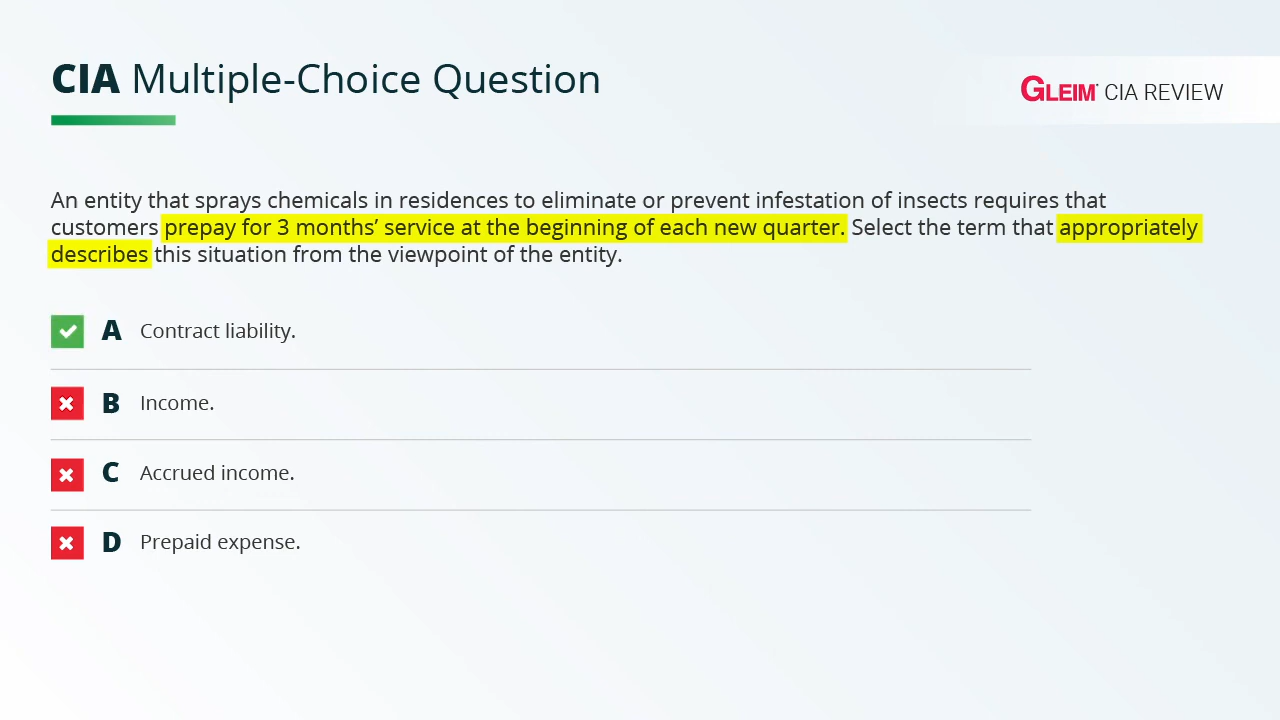 CIA Multiple-Choice Question
GLEIM CIA REVIEW
An entity that sprays chemicals in residences to eliminate or prevent infestation of insects requires that
customers prepay for 3 months’ service at the beginning of each new quarter. Select the term that appropriately
describes this situation from the viewpoint of the entity.
A Contract liability.
B Income.
C Accrued income.
D Prepaid expense.